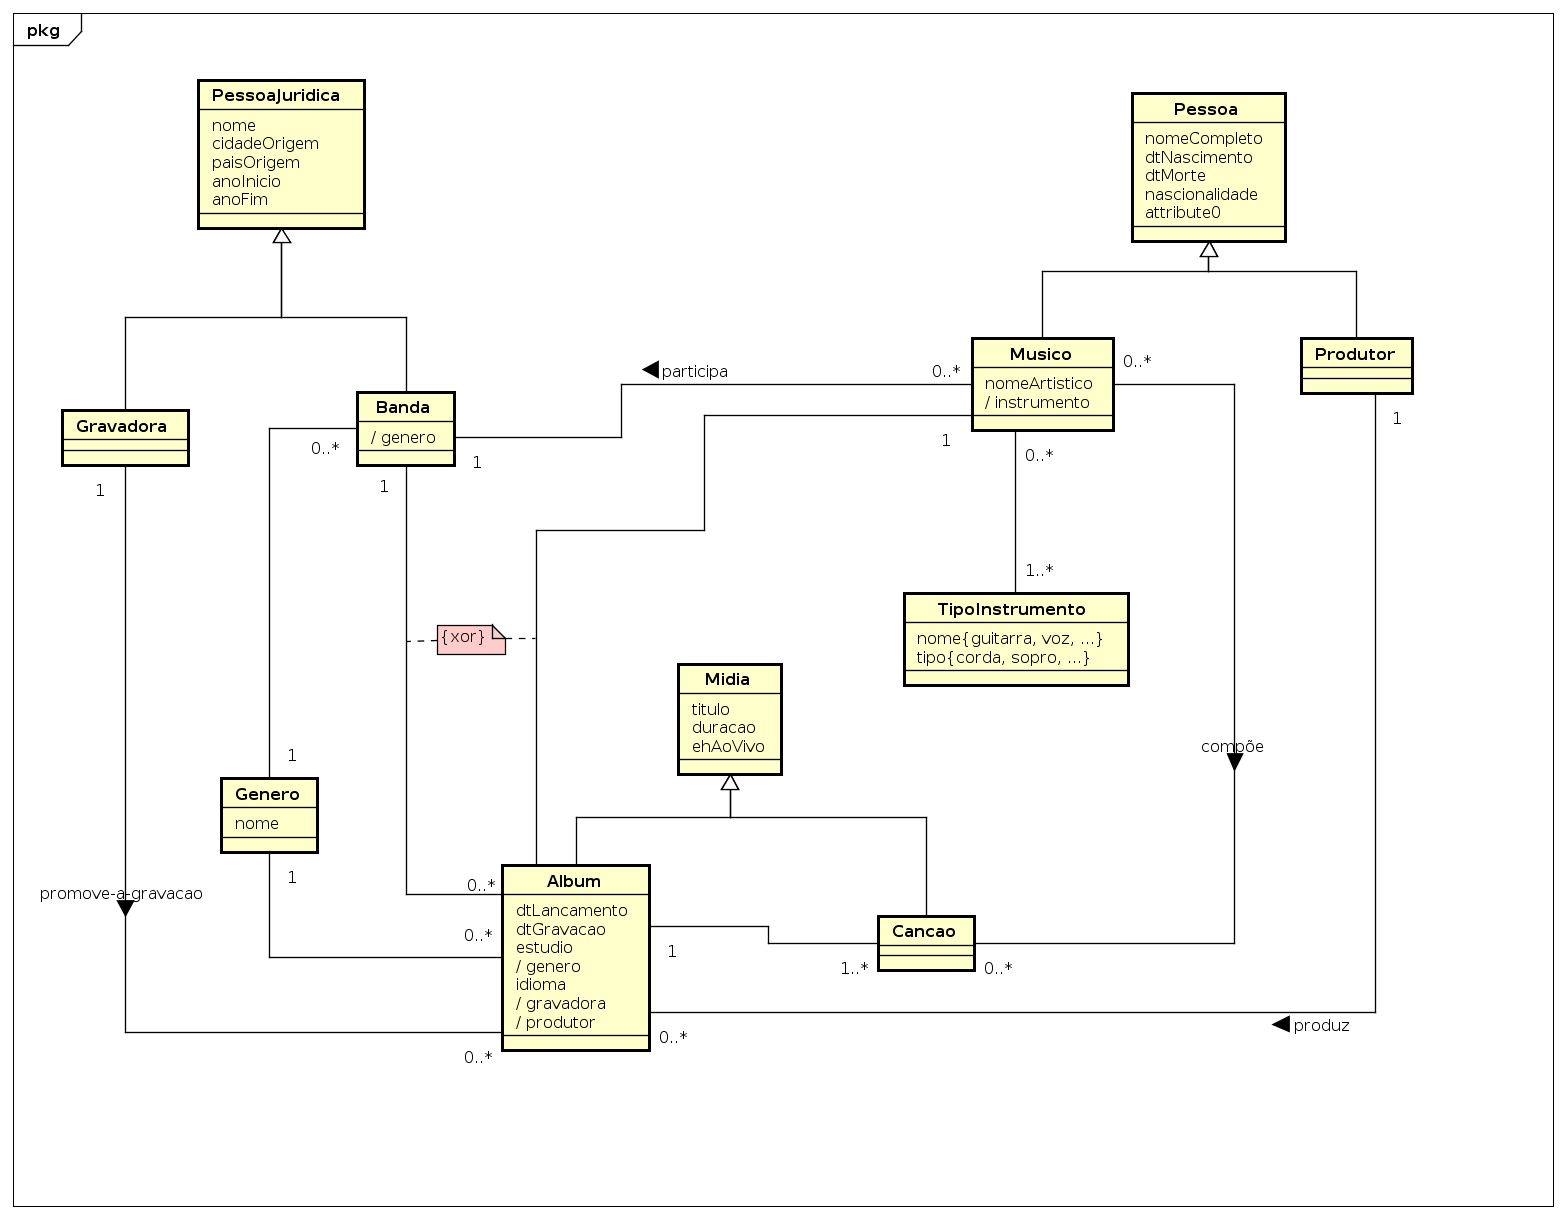 pkg
PessoaJuridica
nome
cidadeOrigem
paisOrigem
anoInicio
anoFim
Pessoa
nomeCompleto
dtNascimento
dtMorte
nascionalidade
attribute0
Musico
nomeArtistico
/ instrumento
Produtor
0..*
participa
0..*
Banda
/ genero
Gravadora
1
0..*
1
1
0..*
1
1
1..*
TipoInstrumento
nome{guitarra, voz, ...}
tipo{corda, sopro, ...}
{xor}
Midia
titulo
duracao
ehAoVivo
compõe
1
Genero
nome
1
promove-a-gravacao
0..*
0..*
0..*
Album
dtLancamento
dtGravacao
estudio
/ genero
idioma
/ gravadora
/ produtor
1
1..*
Cancao
0..*
0..*
produz